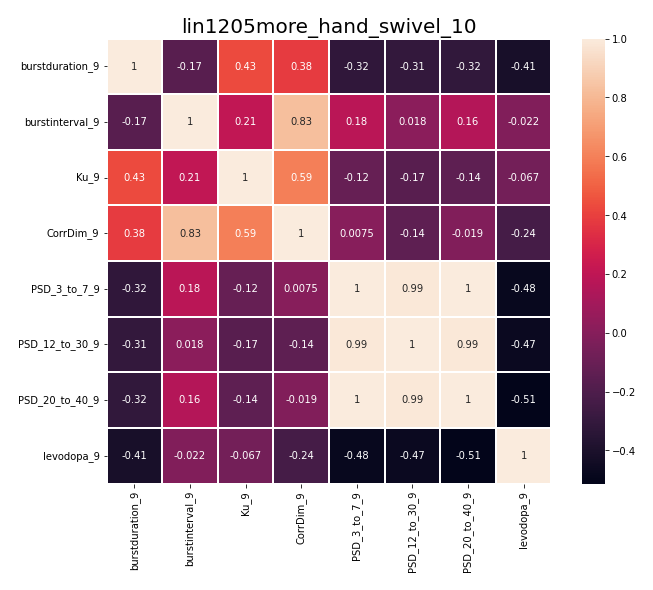 lin1205more_hand_swivel_10
burstduration_9 1 -0.17 0.43 0.38 -0.32 -0.31 -0.32 -0.41
burstinterval_9 -0.17 1 0.21 0.83 0.18 0.018 0.16 -0.022
Ku_9 0.43 0.21 1 0.59 -0.12 -0.17 -0.14 -0.067
CorrDim_9 0.38 0.83 0.59 1 0.0075 -0.14 -0.019 -0.24
PSD_3_to_7_9 -0.32 0.18 -0.12 0.0075 1 0.99 1 -0.48
PSD_12_to_30_9 -0.31 0.018 -0.17 -0.14 0.99 1 0.99 -0.47
PSD_20_to_40_9 -0.32 0.16 -0.14 -0.019 1 0.99 1 -0.51
levodopa_9 -0.41 -0.022 -0.067 -0.24 -0.48 -0.47 -0.51 1
burstduration_9
burstinterval_9
Ku_9
CorrDim_9
PSD_3_to_7_9
PSD_12_to_30_9
PSD_20_to_40_9
levodopa_9
1.0
0.8
0.6
0.4
0.2
0.0
−0.2
−0.4